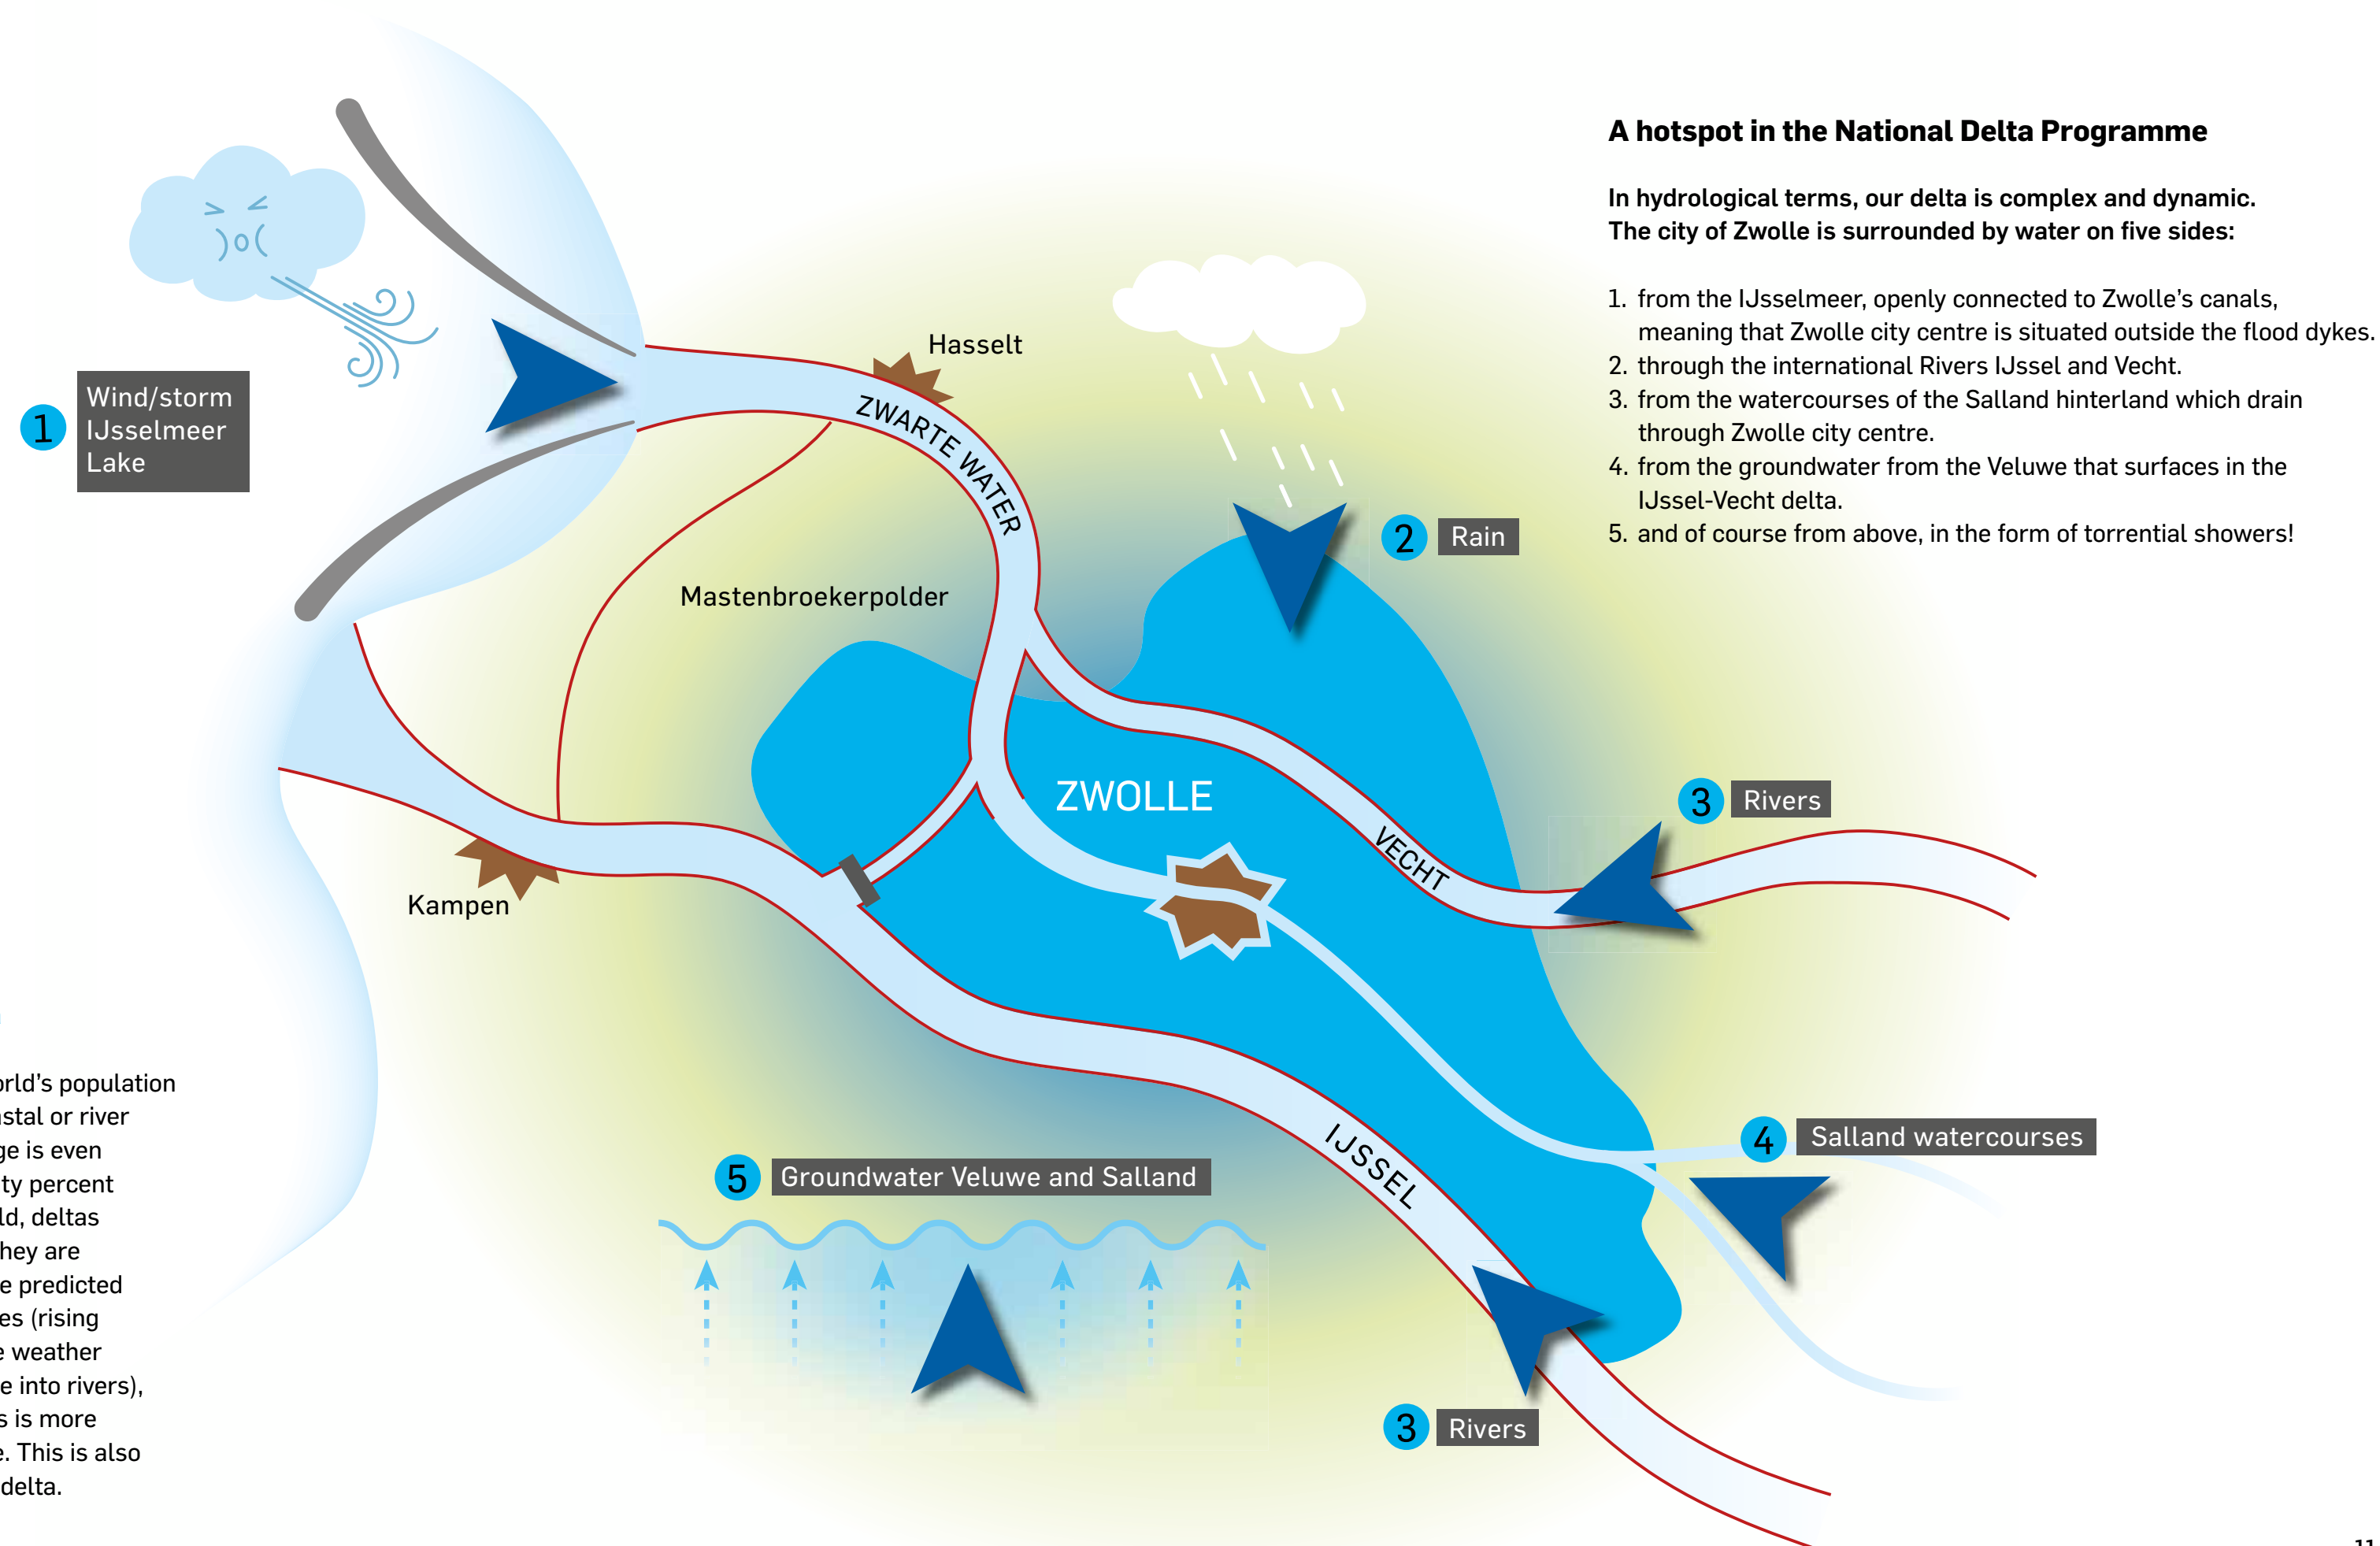 A hotspot in the National Delta Programme
In hydrological terms, our delta is complex and dynamic.
The city of Zwolle is surrounded by water on five sides:
1. from the IJsselmeer, openly connected to Zwolle's canals,
meaning that Zwolle city centre is situated outside the flood dykes.
2. through the international Rivers IJssel and Vecht.
3. from the watercourses of the Salland hinterland which drain
through Zwolle city centre.
4. from the groundwater from the Veluwe that surfaces in the
IJssel-Vecht delta.
5. and of course from above, in the form of torrential showers!
1
Wind/storm
IJsselmeer
Lake
Hasselt
ZWARTE WATER
2 Rain
Mastenbroekerpolder
ZWOLLE
3 Rivers
VECHT
Kampen
4 Salland watercourses
5 Groundwater Veluwe and Salland
IJSSEL
3 Rivers
orld's population
astal or river
ge is even
ty percent
ld, deltas
hey are
e predicted
es (rising
e weather
e into rivers),
s is more
e. This is also
delta.
11